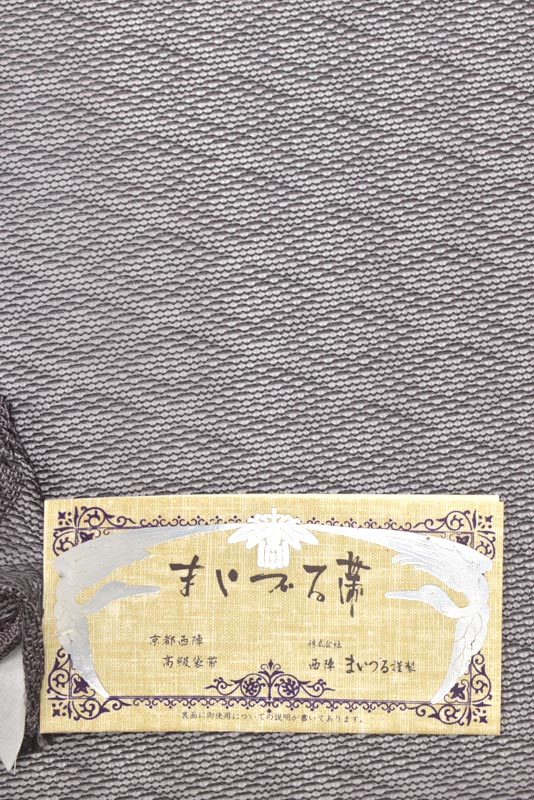 まいづる帯
京都西陣
高級袋帯
株式会社
西陣 まいづる謹製
裏面に御使用についての説明が書いてあります。